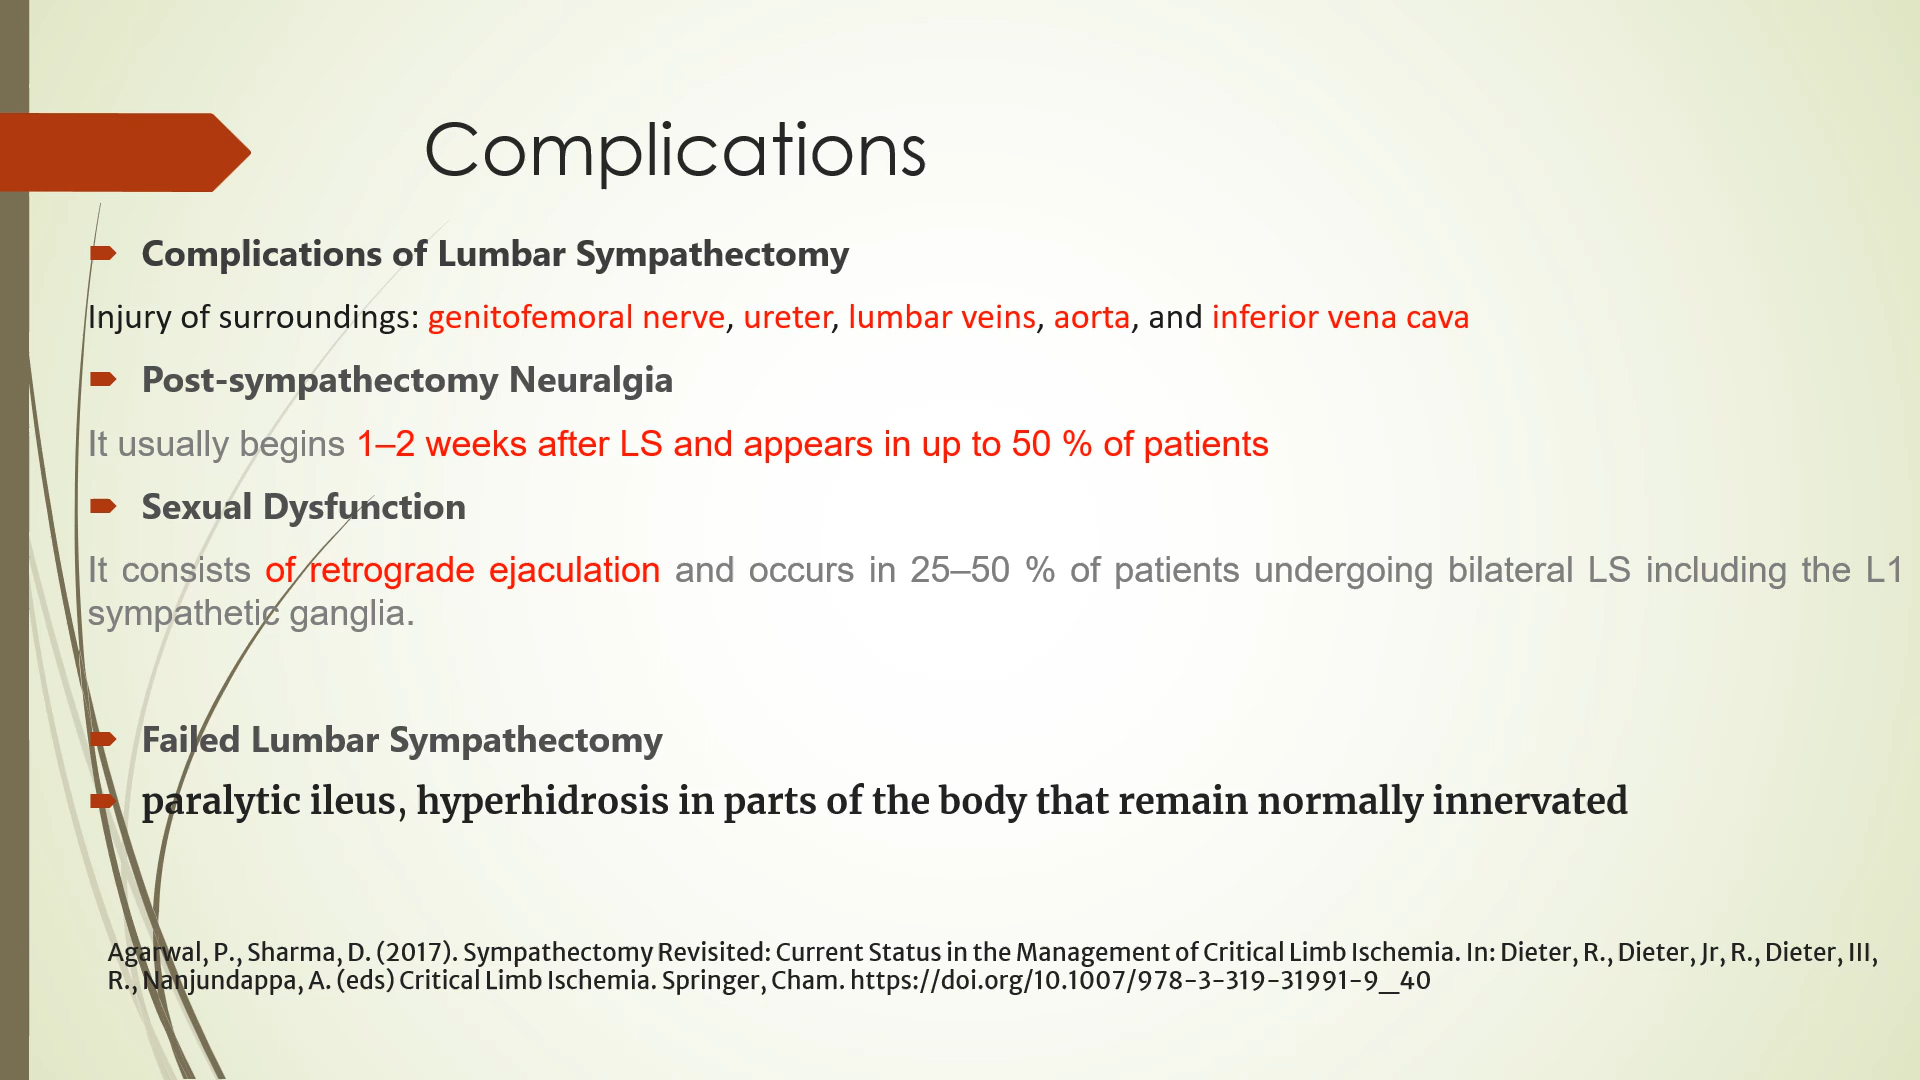 Complications
Complications of Lumbar Sympathectomy
Injury of surroundings: genitofemoral nerve, ureter, lumbar veins, aorta, and inferior vena cava
Post-sympathectomy Neuralgia
It usually begins 1–2 weeks after LS and appears in up to 50 % of patients
Sexual Dysfunction
It consists of retrograde ejaculation and occurs in 25–50 % of patients undergoing bilateral LS including the L1
sympathetic ganglia.
Failed Lumbar Sympathectomy
paralytic ileus, hyperhidrosis in parts of the body that remain normally innervated
Agarwal, P., Sharma, D. (2017). Sympathectomy Revisited: Current Status in the Management of Critical Limb Ischemia. In: Dieter, R., Dieter, Jr, R., Dieter, III,
R., Nanjundappa, A. (eds) Critical Limb Ischemia. Springer, Cham. https://doi.org/10.1007/978-3-319-31991-9_40